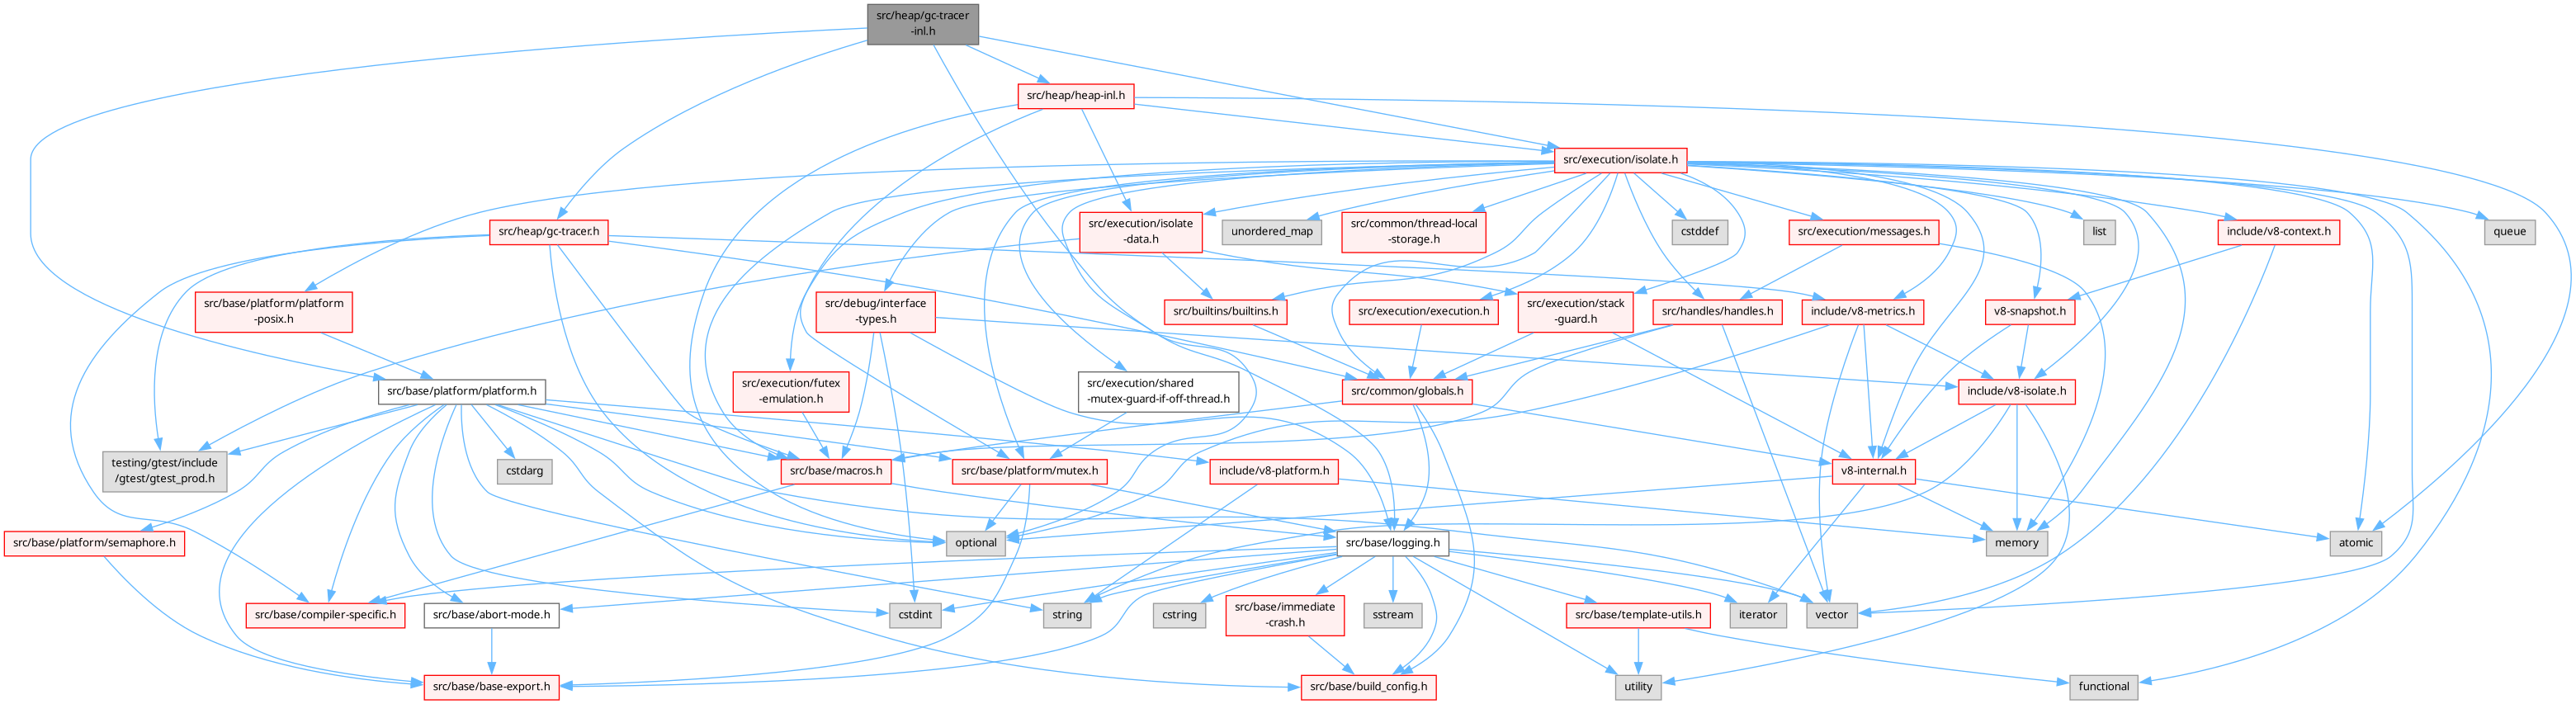 src/heap/gc-tracer
-inl.h
src/heap/heap-inl.h
src/execution/isolate.h
src/heap/gc-tracer.h
src/execution/isolate
-data.h
unordered_map
src/common/thread-local
-storage.h
cstddef
src/execution/messages.h
list
include/v8-context.h
queue
src/base/platform/platform
-posix.h
src/debug/interface
-types.h
src/builtins/builtins.h
src/execution/execution.h
src/execution/stack
-guard.h
src/handles/handles.h
include/v8-metrics.h
v8-snapshot.h
src/base/platform/platform.h
src/execution/futex
-emulation.h
src/execution/shared
-mutex-guard-if-off-thread.h
src/common/globals.h
include/v8-isolate.h
testing/gtest/include
/gtest/gtest_prod.h
cstdarg
src/base/macros.h
src/base/platform/mutex.h
include/v8-platform.h
v8-internal.h
src/base/platform/semaphore.h
optional
src/base/logging.h
memory
atomic
src/base/compiler-specific.h
src/base/abort-mode.h
cstdint
string
cstring
src/base/immediate
-crash.h
sstream
src/base/template-utils.h
iterator
vector
src/base/base-export.h
src/base/build_config.h
utility
functional